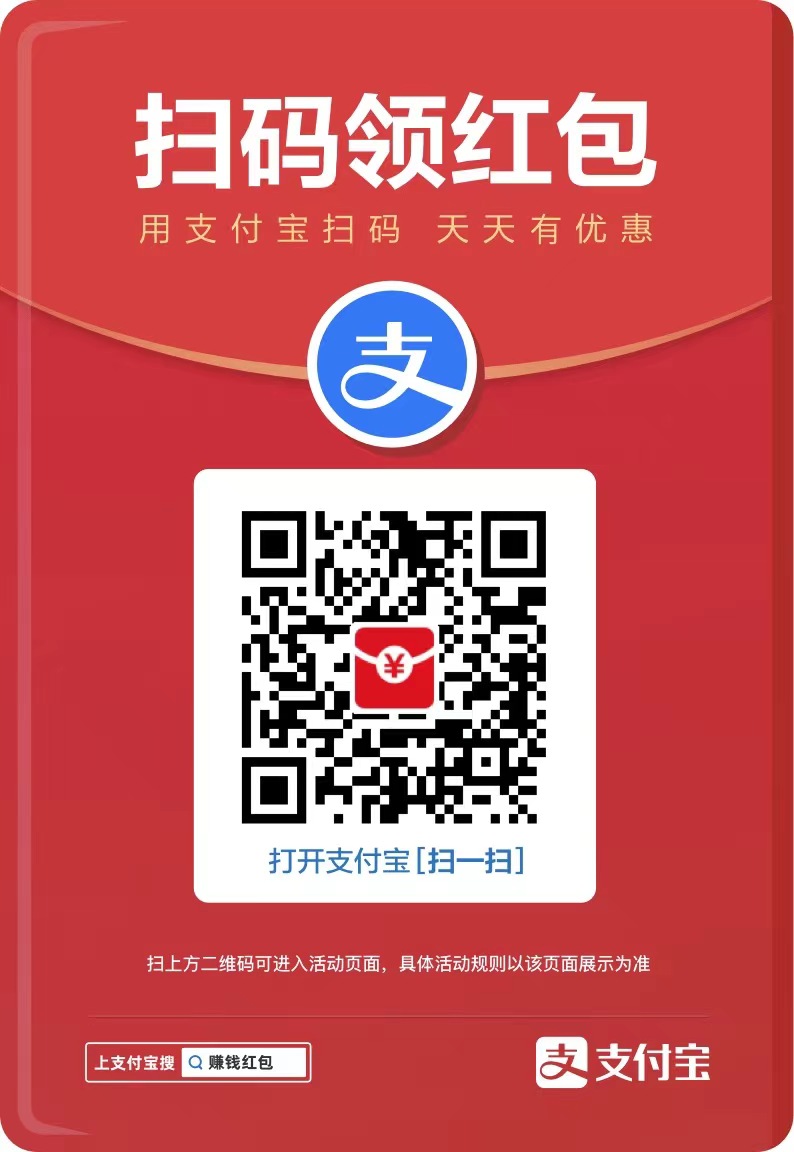 扫码领红包
用支付宝扫码 天天有优惠
支
¥
打开支付宝[扫一扫]
扫上方二维码可进入活动页面，具体活动规则以该页面展示为准
上支付宝搜 赚钱红包
支 支付宝